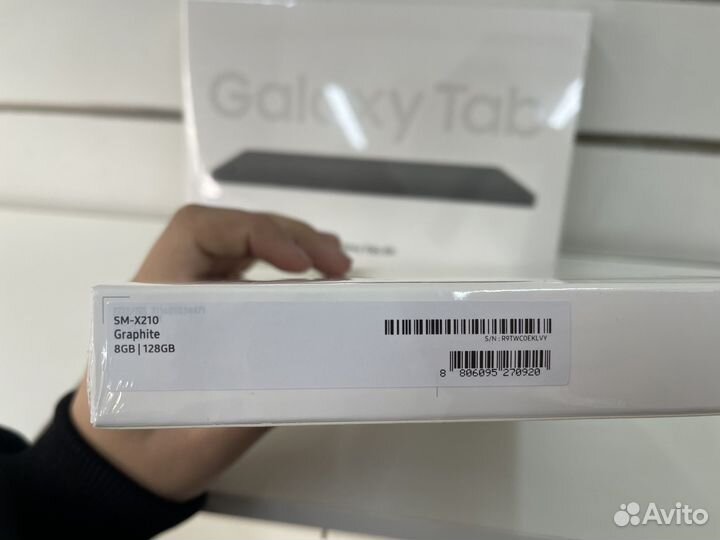 Galaxy Tab
SM-X210
Graphite
8GB | 128GB
S/N : R9TWC0EKLVY
8 806095 270920
Avito